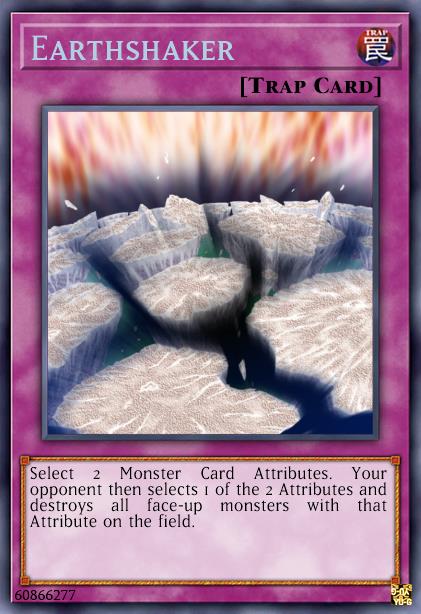 Earthshaker
TRAP
罠
[Trap Card]
Select 2 Monster Card Attributes. Your
opponent then selects 1 of the 2 Attributes and
destroys all face-up monsters with that
Attribute on the field.
60866277